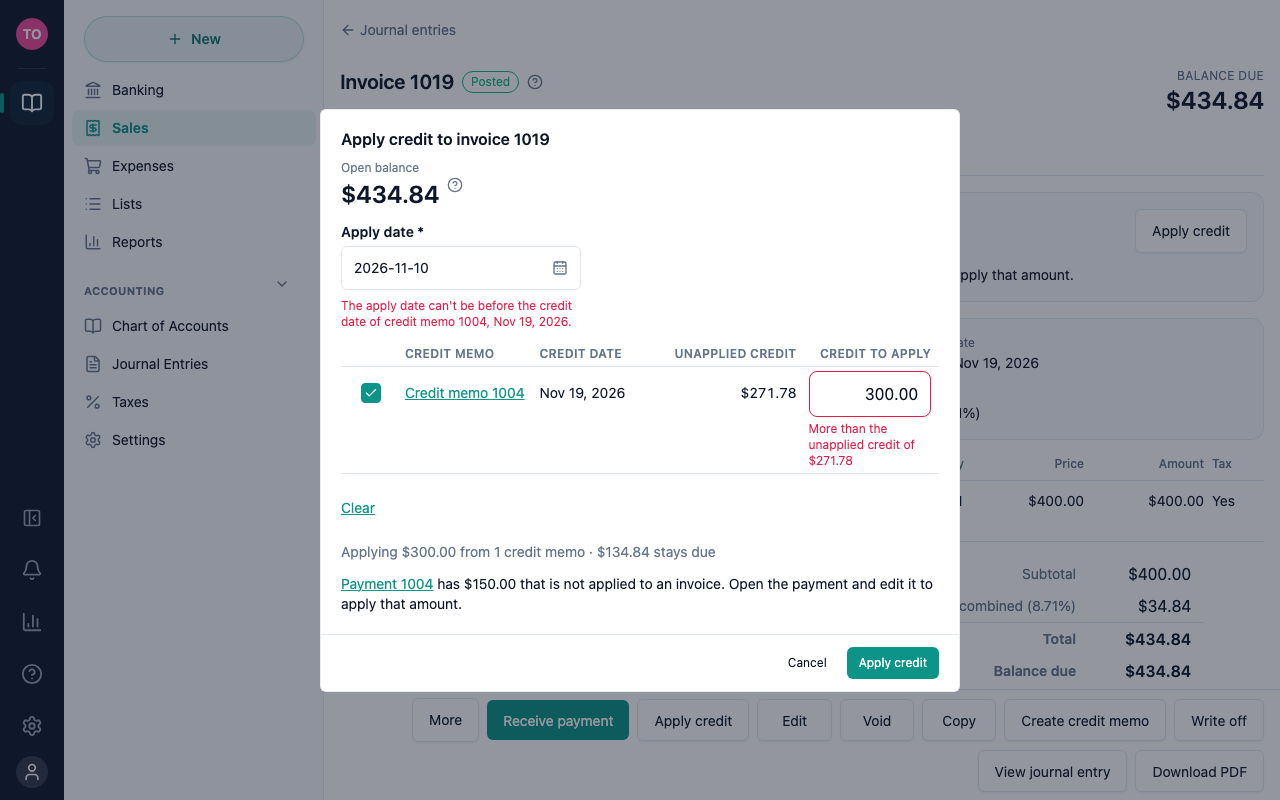 TO
New
Banking
Sales
Expenses
Lists
Reports
ACCOUNTING
Chart of Accounts
Journal Entries
Taxes
Settings
Journal entries
Invoice 1019
Posted
BALANCE DUE
$434.84
Apply credit
pply that amount.
Nov 19, 2026
Price
Amount
Tax
$400.00
$400.00
Yes
Subtotal
$400.00
combined (8.71%)
$34.84
Total
$434.84
Balance due
$434.84
More
Receive payment
Apply credit
Edit
Void
Copy
Create credit memo
Write off
View journal entry
Download PDF
Apply credit to invoice 1019
Open balance
$434.84
Apply date *
2026-11-10
The apply date can't be before the credit
date of credit memo 1004, Nov 19, 2026.
CREDIT MEMO
CREDIT DATE
UNAPPLIED CREDIT
CREDIT TO APPLY
Credit memo 1004
Nov 19, 2026
$271.78
300.00
More than the
unapplied credit of
$271.78
Clear
Applying $300.00 from 1 credit memo · $134.84 stays due
Payment 1004 has $150.00 that is not applied to an invoice. Open the payment and edit it to
apply that amount.
Cancel
Apply credit